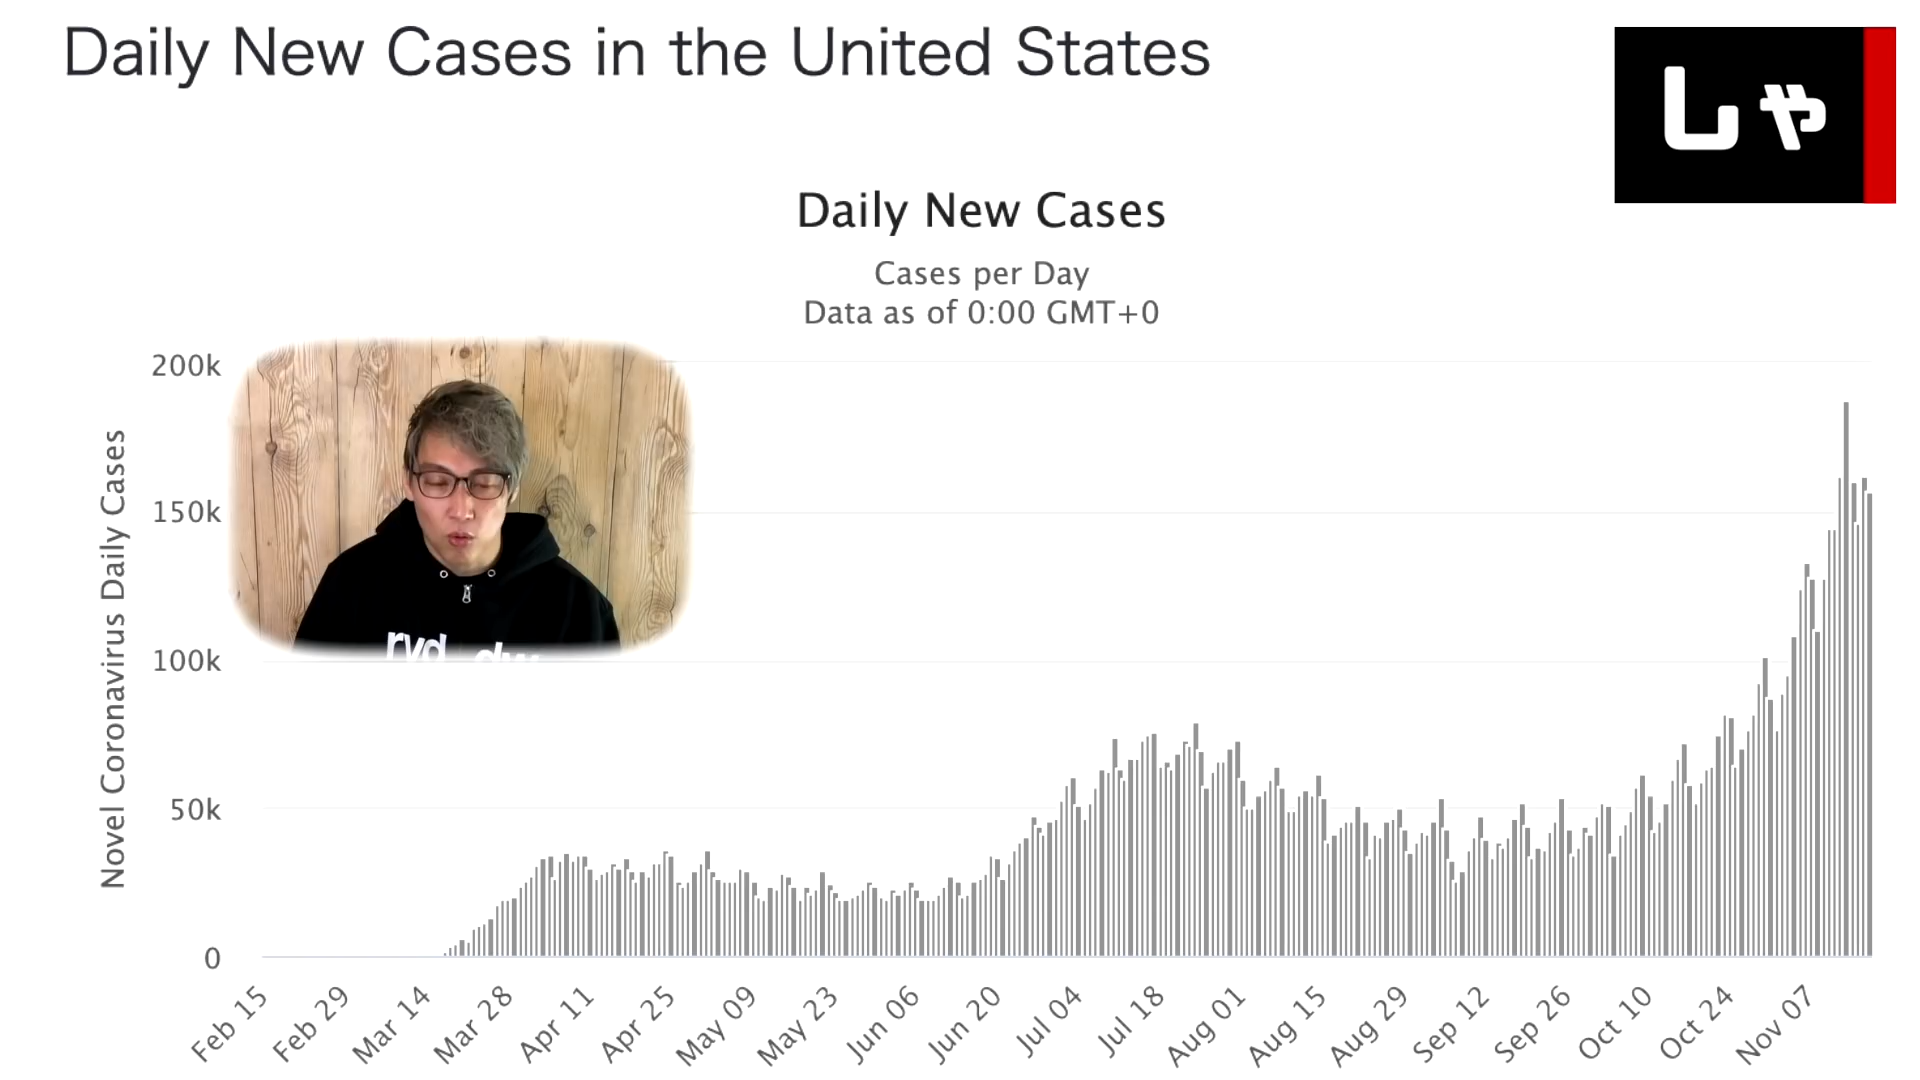 Daily New Cases in the United States
しや
Daily New Cases
Cases per Day
Data as of 0:00 GMT+0
Novel Coronavirus Daily Cases
200k
150k
100k
50k
0
Feb 15
Feb 29
Mar 14
Mar 28
Apr 11
Apr 25
May 09
May 23
Jun 06
Jun 20
Jul 04
Jul 18
Aug 01
Aug 15
Aug 29
Sep 12
Sep 26
Oct 10
Oct 24
Nov 07